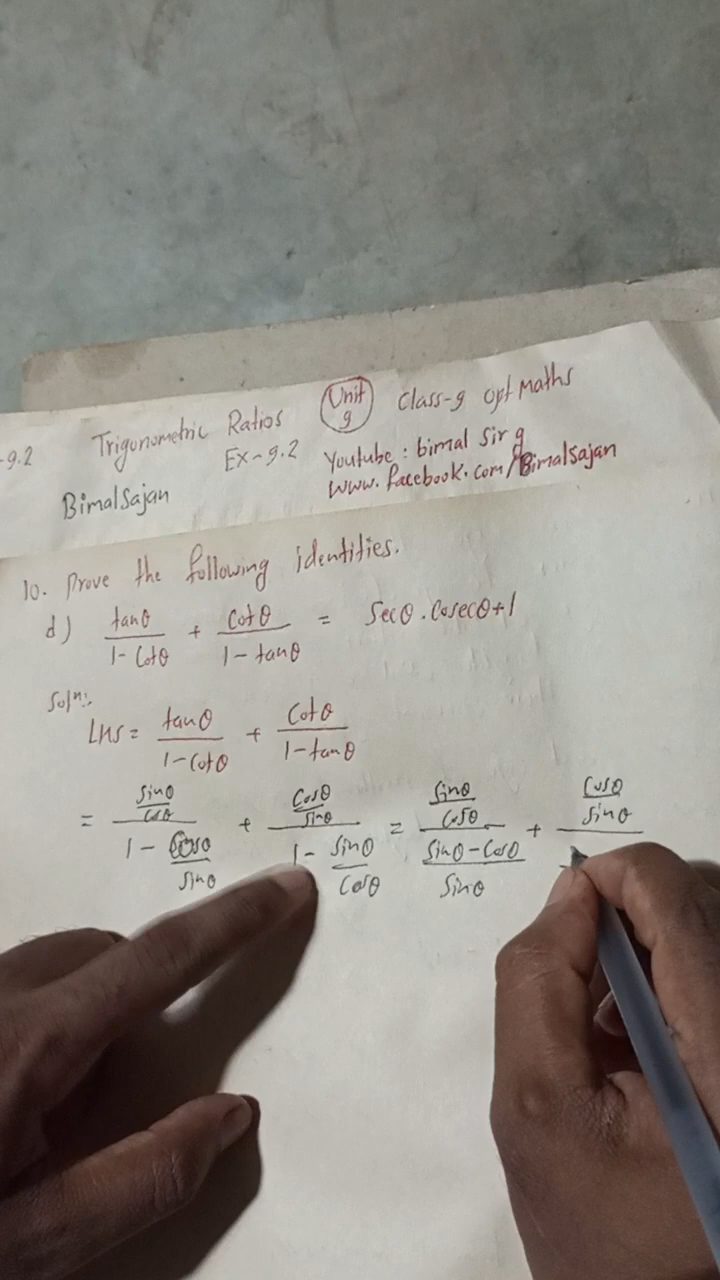 -9.2 Trigonometric Ratios Unit 9 Class-9 opt Maths
Ex-9.2 Youtube : bimal Sir g
BimalSajan www.facebook.com/BimalSajan
10. Prove the following identities.
d) tanθ/1-Cotθ + Cotθ/1-tanθ = Secθ.Cosecθ+1
Soln:
LHS = tanθ/1-Cotθ + Cotθ/1-tanθ
= Sinθ/Cosθ/1-Cosθ/Sinθ + Cosθ/Sinθ/1-Sinθ/Cosθ = Sinθ/Cosθ/Sinθ-Cosθ/Sinθ + Cosθ/Sinθ